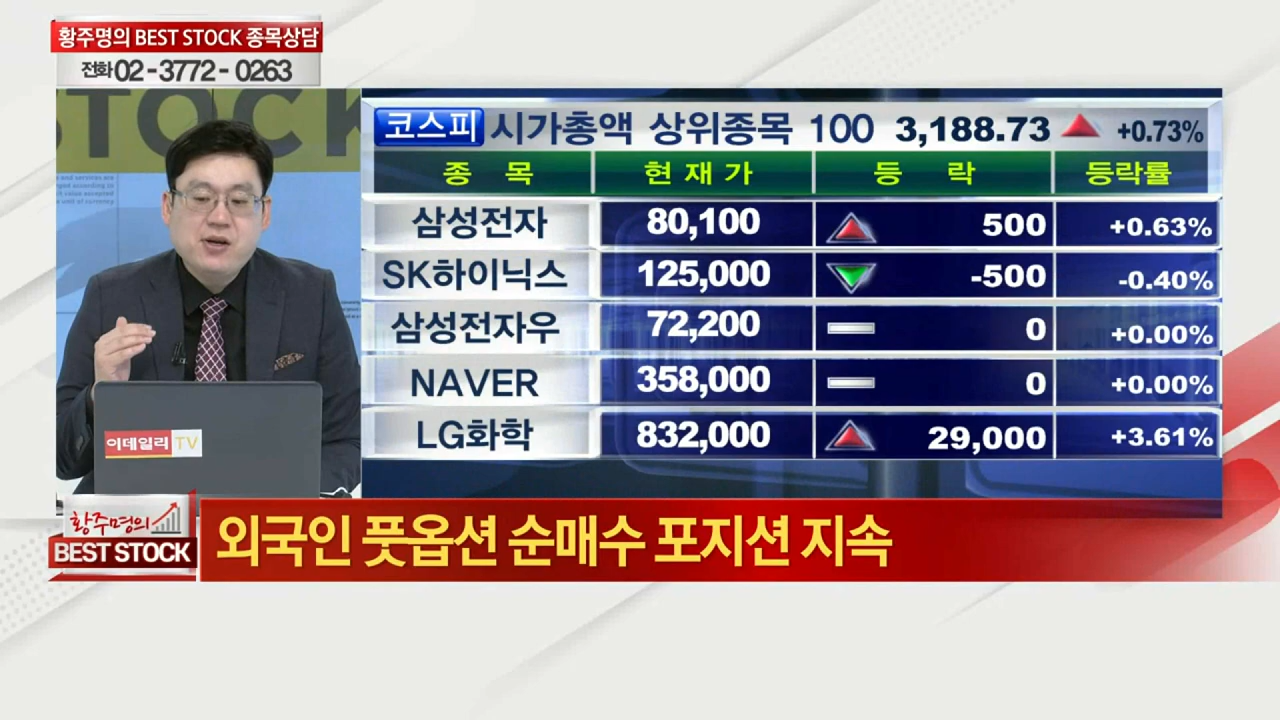 황주명의 BEST STOCK 종목상담
전화 02-3772-0263
STOCK
코스피 시가총액 상위종목 100 3,188.73 ▲ +0.73%
종 목 현 재 가 등 락 등락률
삼성전자 80,100 ▲ 500 +0.63%
SK하이닉스 125,000 ▼ -500 -0.40%
삼성전자우 72,200 0 +0.00%
NAVER 358,000 0 +0.00%
LG화학 832,000 ▲ 29,000 +3.61%
이데일리 TV
황주명의
BEST STOCK
외국인 풋옵션 순매수 포지션 지속